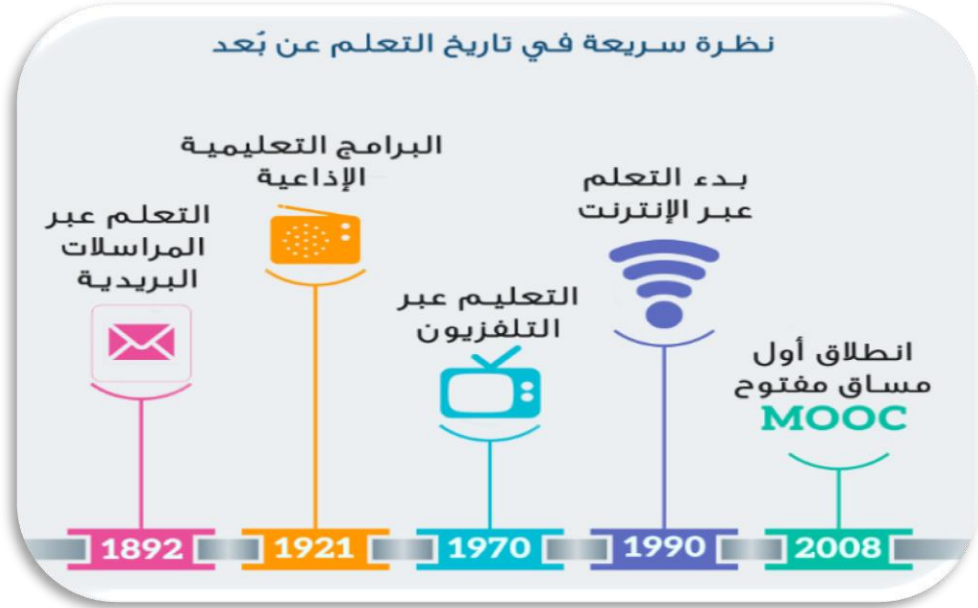 نظرة سريعة في تاريخ التعلم عن بُعد
التعلم عبر
المراسلات
البريدية
1892
البرامج التعليمية
الإذاعية
1921
التعليم عبر
التلفزيون
1970
بدء التعلم
عبر الإنترنت
1990
انطلاق أول
مساق مفتوح
MOOC
2008